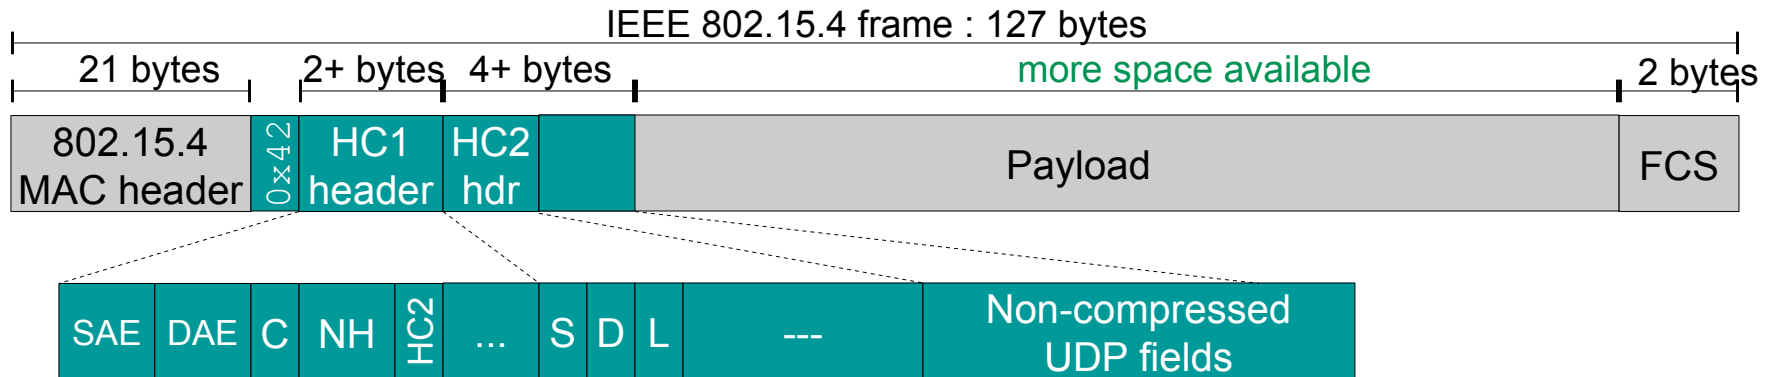 IEEE 802.15.4 frame : 127 bytes
21 bytes 2+ bytes 4+ bytes more space available 2 bytes
802.15.4
MAC header
0x42
HC1
header
HC2
hdr
Payload
FCS
SAE DAE C NH HC2 ... S D L ---
Non-compressed
UDP fields